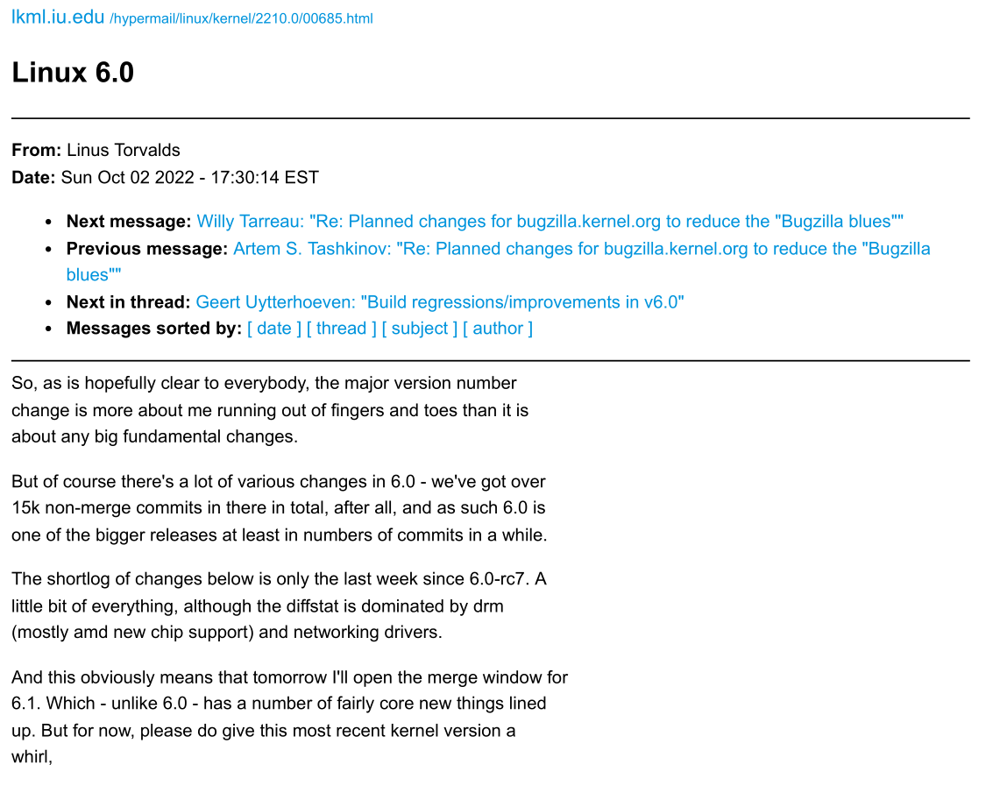 lkml.iu.edu /hypermail/linux/kernel/2210.0/00685.html
Linux 6.0
From: Linus Torvalds
Date: Sun Oct 02 2022 - 17:30:14 EST
• Next message: Willy Tarreau: "Re: Planned changes for bugzilla.kernel.org to reduce the "Bugzilla blues""
• Previous message: Artem S. Tashkinov: "Re: Planned changes for bugzilla.kernel.org to reduce the "Bugzilla
blues""
• Next in thread: Geert Uytterhoeven: "Build regressions/improvements in v6.0"
• Messages sorted by: [ date ] [ thread ] [ subject ] [ author ]
So, as is hopefully clear to everybody, the major version number
change is more about me running out of fingers and toes than it is
about any big fundamental changes.
But of course there's a lot of various changes in 6.0 - we've got over
15k non-merge commits in there in total, after all, and as such 6.0 is
one of the bigger releases at least in numbers of commits in a while.
The shortlog of changes below is only the last week since 6.0-rc7. A
little bit of everything, although the diffstat is dominated by drm
(mostly amd new chip support) and networking drivers.
And this obviously means that tomorrow I'll open the merge window for
6.1. Which - unlike 6.0 - has a number of fairly core new things lined
up. But for now, please do give this most recent kernel version a
whirl,